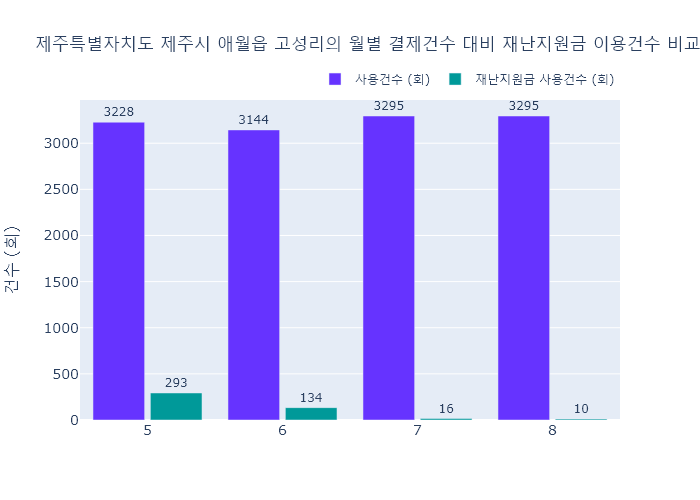 제주특별자치도 제주시 애월읍 고성리의 월별 결제건수 대비 재난지원금 이용건수 비교
사용건수 (회) 재난지원금 사용건수 (회)
3228 3144 3295 3295
3000
2500
2000
건수 (회)
1500
1000
500
293 134 16 10
0
5 6 7 8